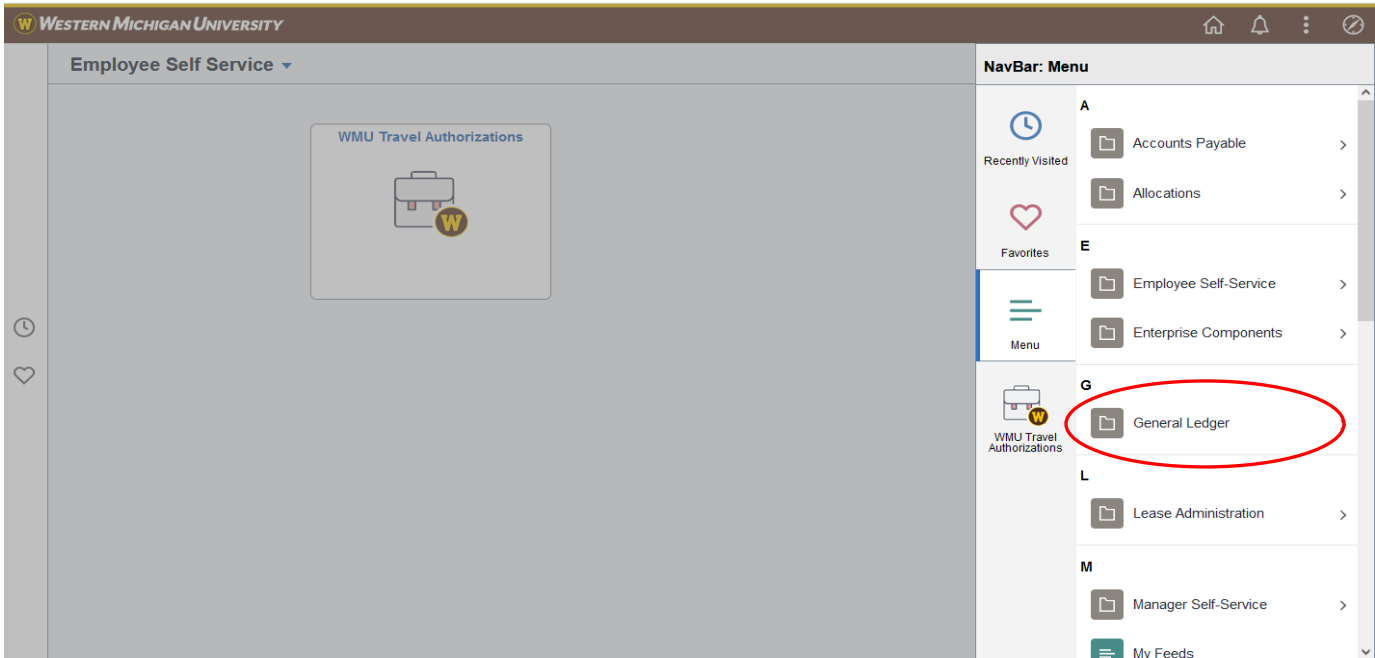 W WESTERN MICHIGAN UNIVERSITY
Employee Self Service
WMU Travel Authorizations
W
NavBar: Menu
Recently Visited
Favorites
Menu
W
WMU Travel
Authorizations
A
Accounts Payable
Allocations
E
Employee Self-Service
Enterprise Components
G
General Ledger
L
Lease Administration
M
Manager Self-Service
My Feeds